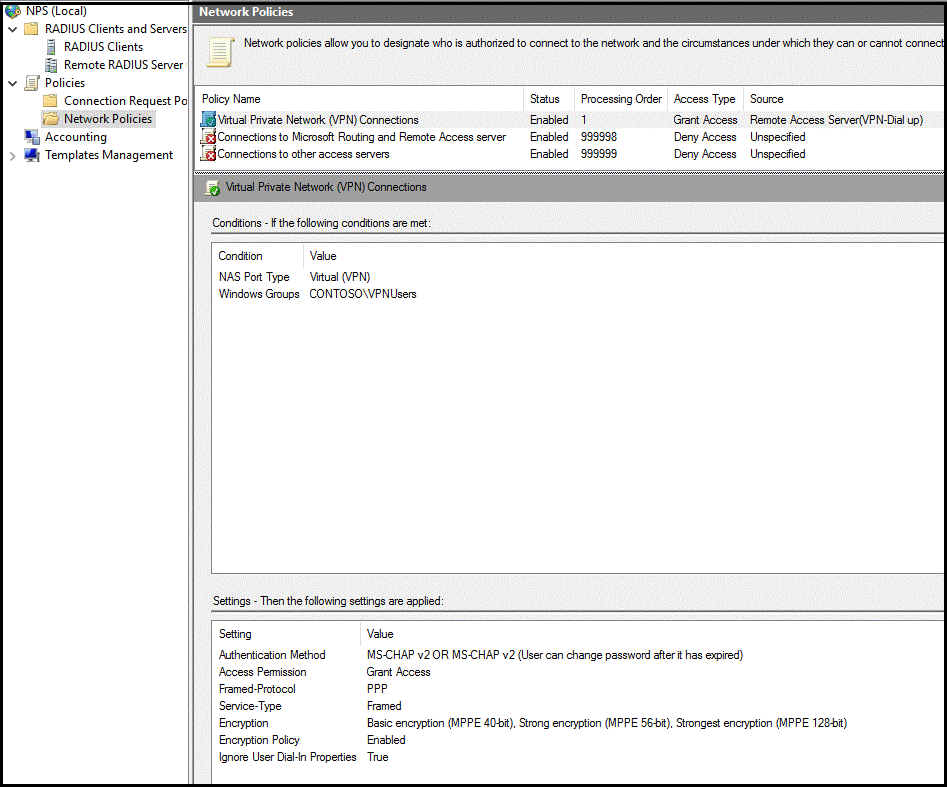 NPS (Local)
RADIUS Clients and Servers
RADIUS Clients
Remote RADIUS Server
Policies
Connection Request Po
Network Policies
Accounting
Templates Management
Network Policies
Network policies allow you to designate who is authorized to connect to the network and the circumstances under which they can or cannot connect
Policy Name Status Processing Order Access Type Source
Virtual Private Network (VPN) Connections Enabled 1 Grant Access Remote Access Server(VPN-Dial up)
Connections to Microsoft Routing and Remote Access server Enabled 999998 Deny Access Unspecified
Connections to other access servers Enabled 999999 Deny Access Unspecified
Virtual Private Network (VPN) Connections
Conditions - If the following conditions are met:
Condition Value
NAS Port Type Virtual (VPN)
Windows Groups CONTOSO\VPNUsers
Settings - Then the following settings are applied:
Setting Value
Authentication Method MS-CHAP v2 OR MS-CHAP v2 (User can change password after it has expired)
Access Permission Grant Access
Framed-Protocol PPP
Service-Type Framed
Encryption Basic encryption (MPPE 40-bit), Strong encryption (MPPE 56-bit), Strongest encryption (MPPE 128-bit)
Encryption Policy Enabled
Ignore User Dial-In Properties True